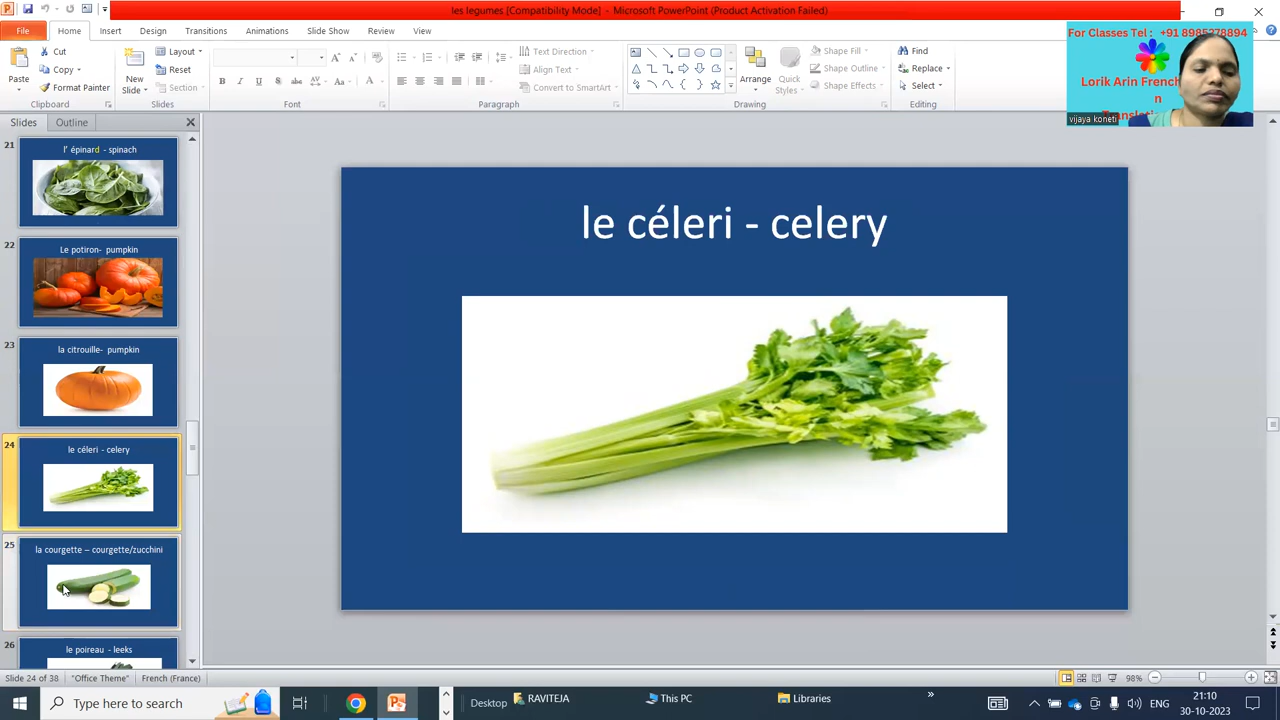 les legumes [Compatibility Mode] - Microsoft PowerPoint (Product Activation Failed)
File
Home
Insert
Design
Transitions
Animations
Slide Show
Review
View
Paste
Cut
Copy
Format Painter
Clipboard
New
Slide
Layout
Reset
Section
Slides
Font
Text Direction
Align Text
Convert to SmartArt
Paragraph
Arrange
Quick
Styles
Shape Fill
Shape Outline
Shape Effects
Drawing
Find
Replace
Select
Editing
For Classes Tel : +91 8985278894
Lorik Arin French
n
vijaya koneti
Slides
Outline
21
l' épinard - spinach
22
Le potiron- pumpkin
23
la citrouille- pumpkin
24
le céleri - celery
25
la courgette – courgette/zucchini
26
le poireau - leeks
le céleri - celery
Slide 24 of 38
"Office Theme"
French (France)
98%
Type here to search
Desktop
RAVITEJA
This PC
Libraries
21:10
30-10-2023